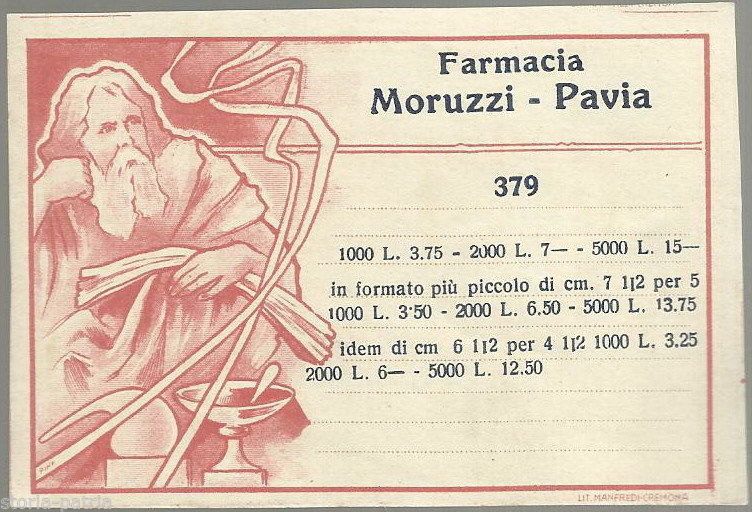 Farmacia
Moruzzi - Pavia
379
1000 L. 3.75 - 2000 L. 7— - 5000 L. 15—
in formato più piccolo di cm. 7 1|2 per 5
1000 L. 3'50 - 2000 L. 6.50 - 5000 L. 13.75
idem di cm 6 1|2 per 4 1|2 1000 L. 3.25
2000 L. 6— - 5000 L. 12.50
LIT. MANFREDI-CREMONA
storia-patria